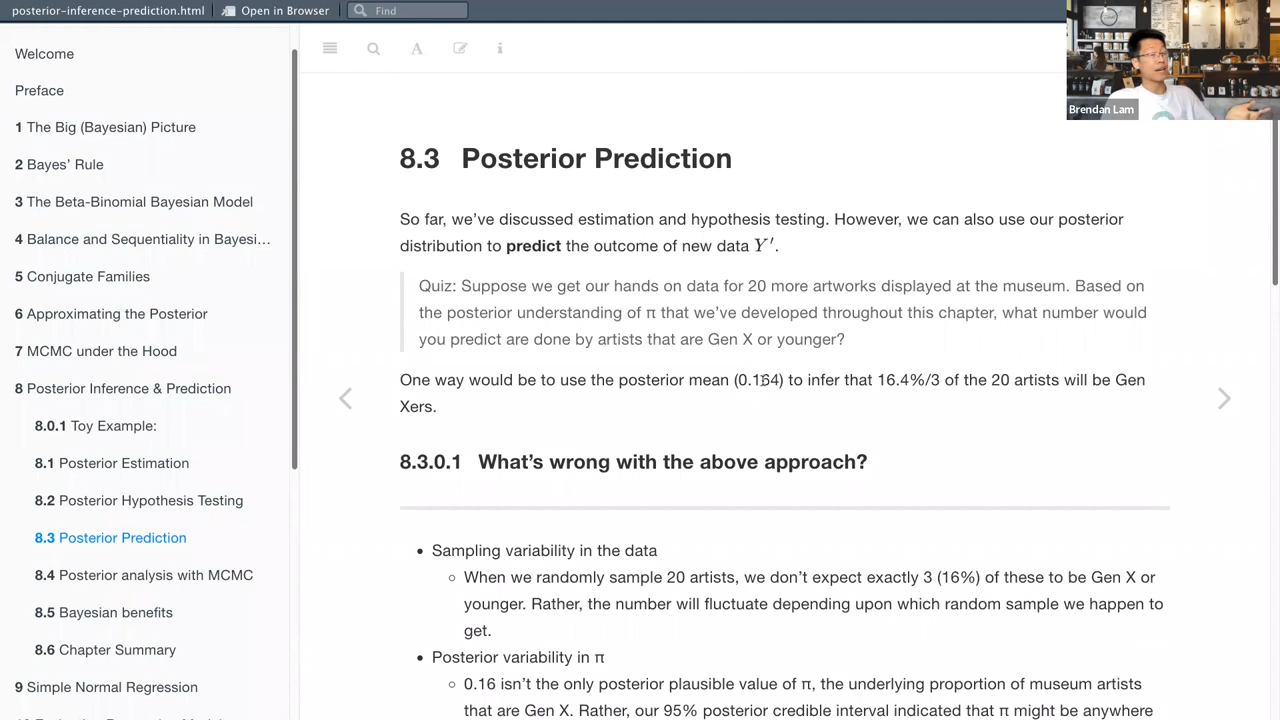 posterior-inference-prediction.html
Open in Browser
Find
Welcome
Preface
1 The Big (Bayesian) Picture
2 Bayes' Rule
3 The Beta-Binomial Bayesian Model
4 Balance and Sequentiality in Bayesi…
5 Conjugate Families
6 Approximating the Posterior
7 MCMC under the Hood
8 Posterior Inference & Prediction
8.0.1 Toy Example:
8.1 Posterior Estimation
8.2 Posterior Hypothesis Testing
8.3 Posterior Prediction
8.4 Posterior analysis with MCMC
8.5 Bayesian benefits
8.6 Chapter Summary
9 Simple Normal Regression
Brendan Lam
8.3 Posterior Prediction
So far, we've discussed estimation and hypothesis testing. However, we can also use our posterior
distribution to predict the outcome of new data Y′.
Quiz: Suppose we get our hands on data for 20 more artworks displayed at the museum. Based on
the posterior understanding of π that we've developed throughout this chapter, what number would
you predict are done by artists that are Gen X or younger?
One way would be to use the posterior mean (0.164) to infer that 16.4%/3 of the 20 artists will be Gen
Xers.
8.3.0.1 What's wrong with the above approach?
• Sampling variability in the data
◦ When we randomly sample 20 artists, we don't expect exactly 3 (16%) of these to be Gen X or
younger. Rather, the number will fluctuate depending upon which random sample we happen to
get.
• Posterior variability in π
◦ 0.16 isn't the only posterior plausible value of π, the underlying proportion of museum artists
that are Gen X. Rather, our 95% posterior credible interval indicated that π might be anywhere